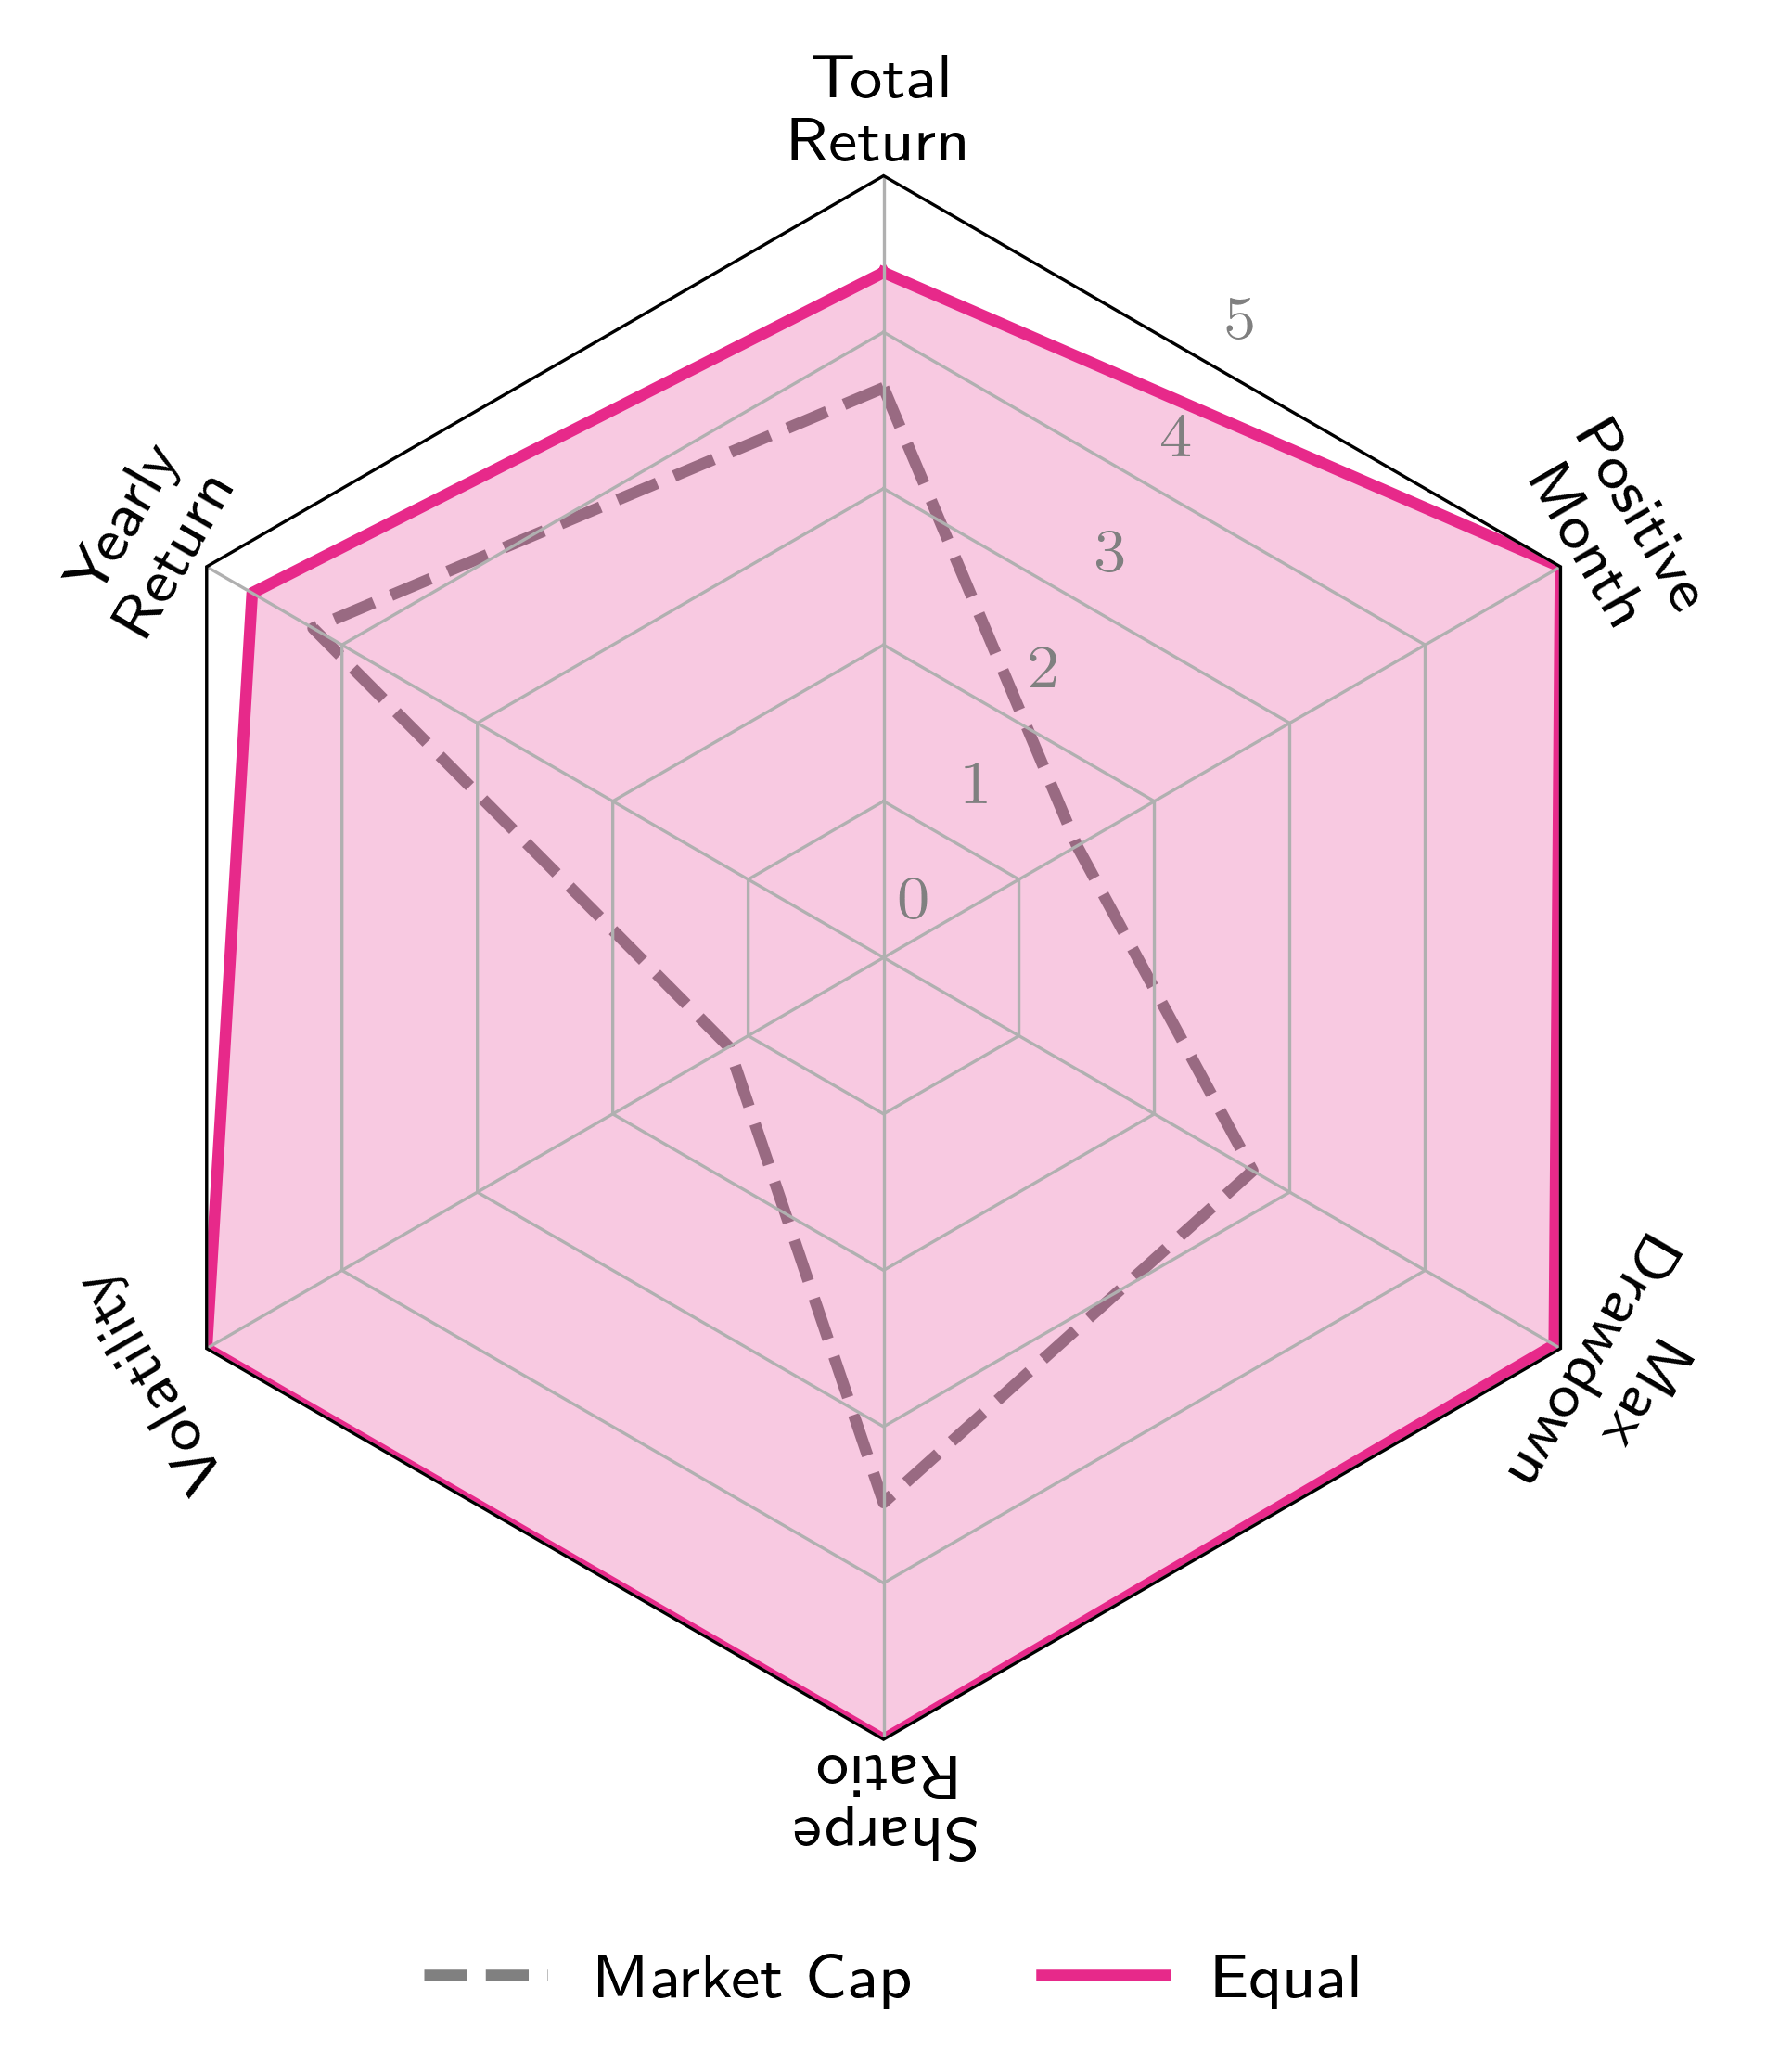 Total
Return
5
4
3
2
1
0
Positive
Month
Yearly
Return
Max
Drawdown
Volatility
Sharpe
Ratio
Market Cap
Equal